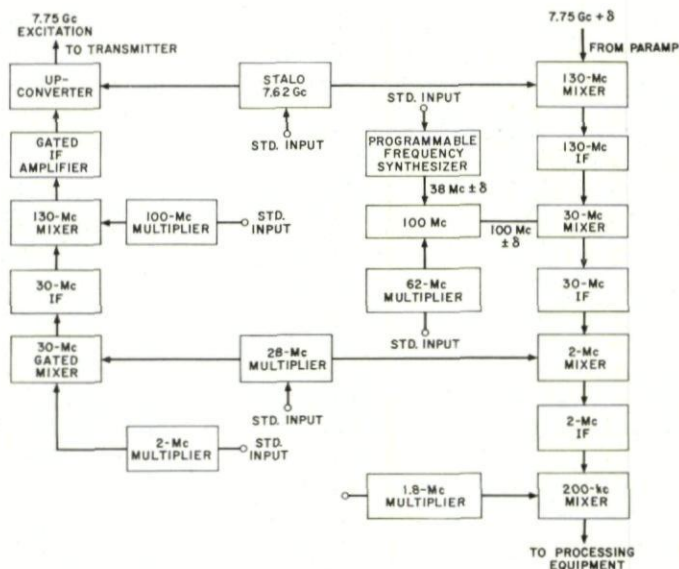 7.75 Gc
EXCITATION
TO TRANSMITTER
7.75 Gc + δ
FROM PARAMP
UP-
CONVERTER
STALO
7.62 Gc
130-Mc
MIXER
STD. INPUT
STD. INPUT
GATED
IF
AMPLIFIER
PROGRAMMABLE
FREQUENCY
SYNTHESIZER
130-Mc
IF
38 Mc ± δ
130-Mc
MIXER
100-Mc
MULTIPLIER
STD.
INPUT
100 Mc
100 Mc
± δ
30-Mc
MIXER
30-Mc
IF
62-Mc
MULTIPLIER
30-Mc
IF
STD. INPUT
30-Mc
GATED
MIXER
28-Mc
MULTIPLIER
2-Mc
MIXER
STD. INPUT
2-Mc
MULTIPLIER
STD.
INPUT
2-Mc
IF
1.8-Mc
MULTIPLIER
200-kc
MIXER
TO PROCESSING
EQUIPMENT